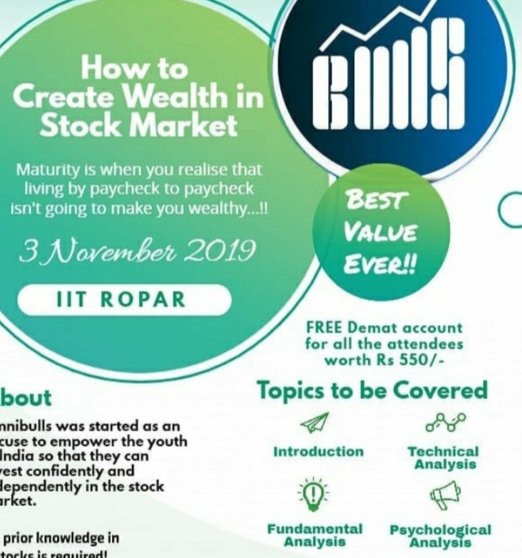 How to
Create Wealth in
Stock Market
Maturity is when you realise that
living by paycheck to paycheck
isn't going to make you wealthy...!!
3 November 2019
IIT ROPAR
BEST
VALUE
EVER!!
FREE Demat account
for all the attendees
worth Rs 550/-
bout
nnibulls was started as an
cuse to empower the youth
India so that they can
vest confidently and
dependently in the stock
arket.
prior knowledge in
tocks is required!
Topics to be Covered
Introduction
Technical
Analysis
Fundamental
Analysis
Psychological
Analysis